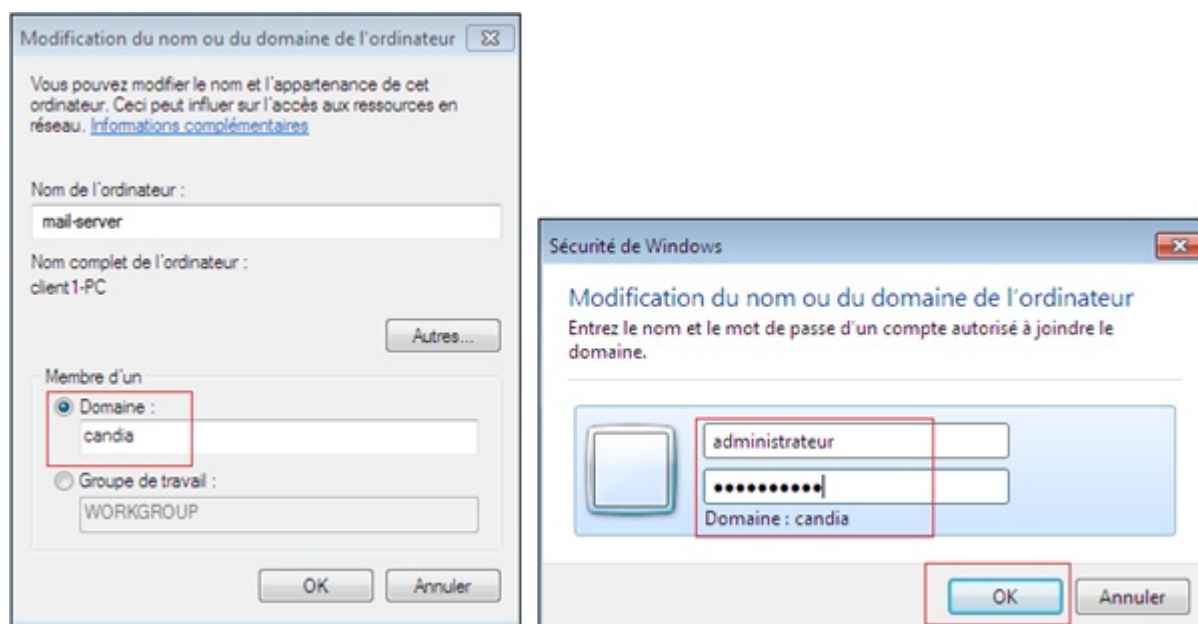 Modification du nom ou du domaine de l'ordinateur
Vous pouvez modifier le nom et l'appartenance de cet
ordinateur. Ceci peut influer sur l'accès aux ressources en
réseau. Informations complémentaires
Nom de l'ordinateur :
mail-server
Nom complet de l'ordinateur :
client1-PC
Autres...
Membre d'un
Domaine :
candia
Groupe de travail :
WORKGROUP
OK
Annuler
Sécurité de Windows
Modification du nom ou du domaine de l'ordinateur
Entrez le nom et le mot de passe d'un compte autorisé à joindre le
domaine.
administrateur
••••••••••
Domaine : candia
OK
Annuler